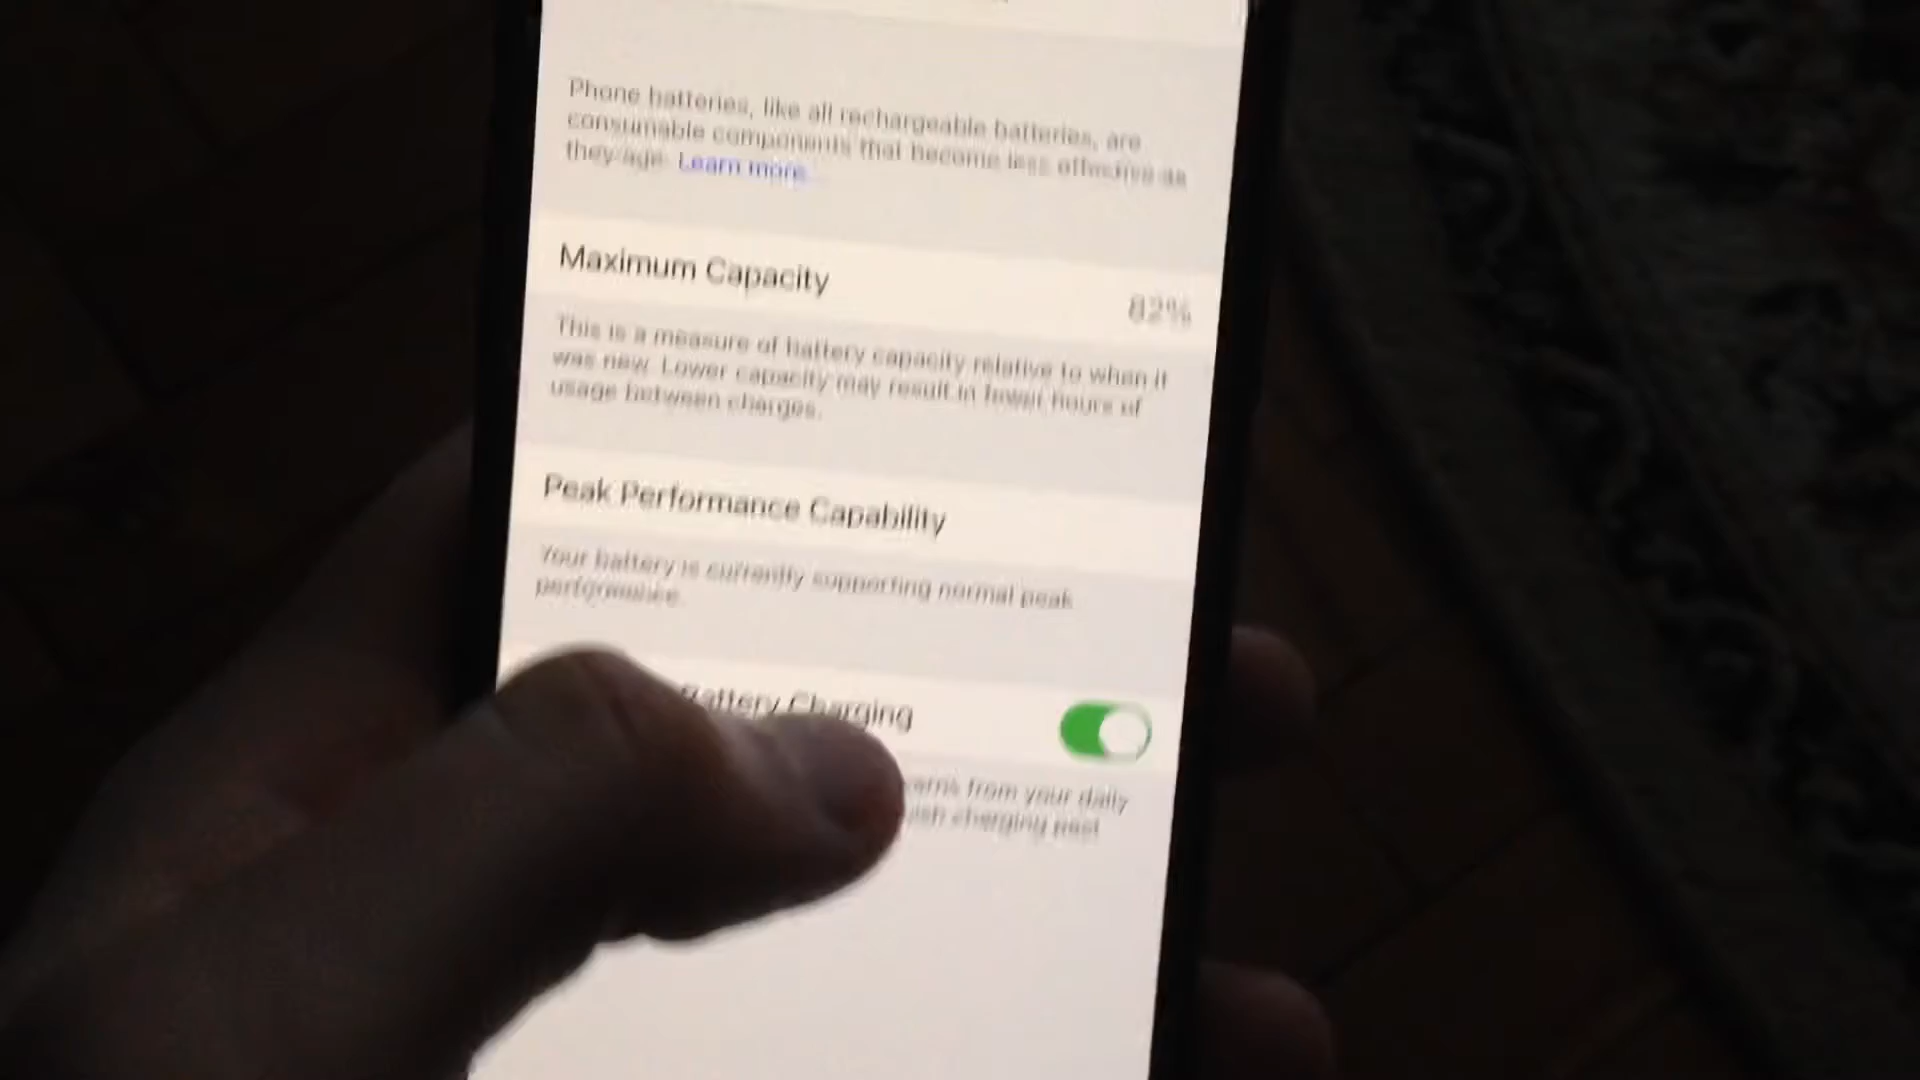 Phone batteries, like all rechargeable batteries, are
consumable components that become less effective as
they age. Learn more...
Maximum Capacity
82%
This is a measure of battery capacity relative to when it
was new. Lower capacity may result in fewer hours of
usage between charges.
Peak Performance Capability
Your battery is currently supporting normal peak
performance.
Battery Charging
from your daily
charging past